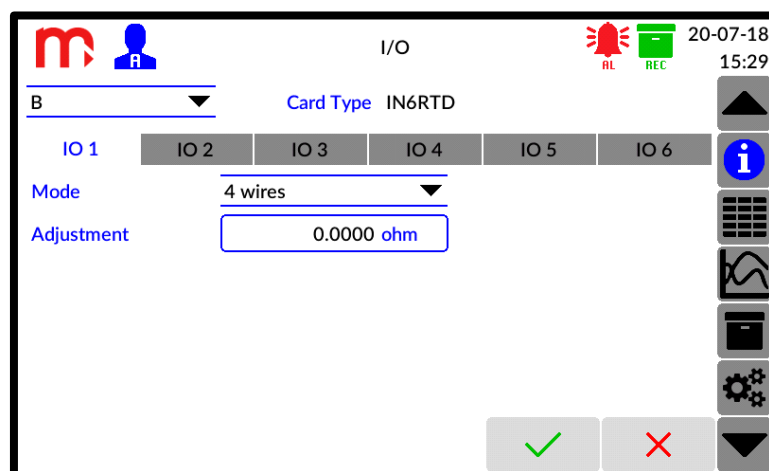 m
A
I/O
AL
REC
20-07-18
15:29
B
Card Type IN6RTD
IO 1 IO 2 IO 3 IO 4 IO 5 IO 6
Mode 4 wires
Adjustment 0.0000 ohm
i